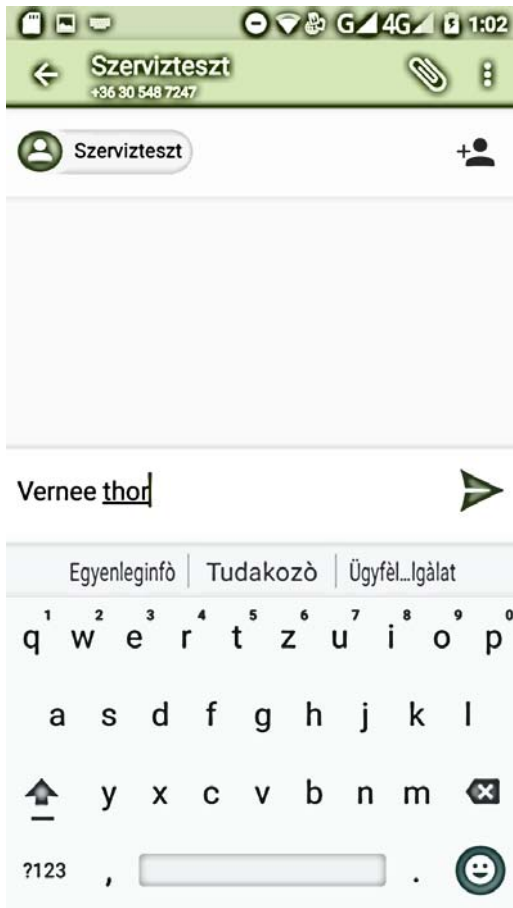 G 4G 1:02
Szervizteszt
+36 30 548 7247
Szervizteszt
Vernee thor
Egyenleginfò Tudakozò Ügyfèl...lgàlat
1 2 3 4 5 6 7 8 9 0
q w e r t z u i o p
a s d f g h j k l
y x c v b n m
?123 , .